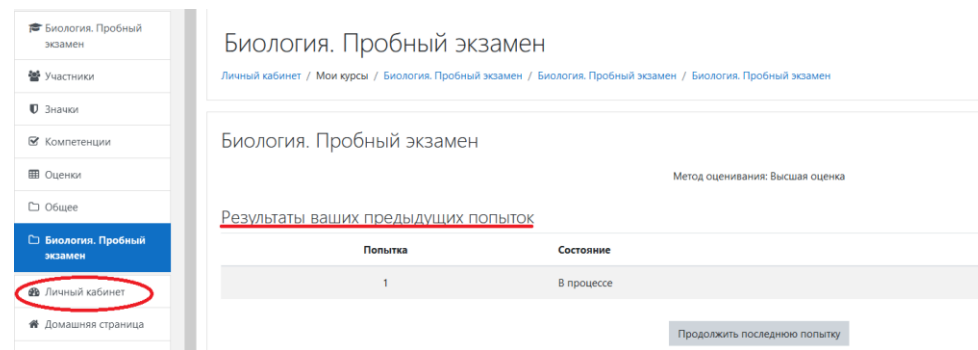 Биология. Пробный
экзамен
Участники
Значки
Компетенции
Оценки
Общее
Биология. Пробный
экзамен
Личный кабинет
Домашняя страница
Биология. Пробный экзамен
Личный кабинет / Мои курсы / Биология. Пробный экзамен / Биология. Пробный экзамен / Биология. Пробный экзамен
Биология. Пробный экзамен
Метод оценивания: Высшая оценка
Результаты ваших предыдущих попыток
Попытка Состояние
1 В процессе
Продолжить последнюю попытку